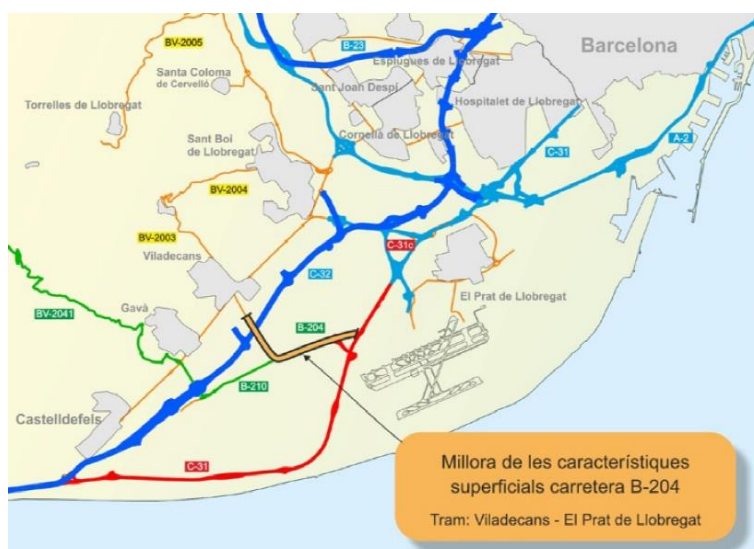 BV-2005
B-23
Barcelona
Esplugues de Llobregat
Santa Coloma
de Cervelló
Sant Joan Despí
Torrelles de Llobregat
Hospitalet de Llobregat
Cornellà de Llobregat
Sant Boi
de Llobregat
C-31
A-2
BV-2004
BV-2003
C-31c
Viladecans
C-32
El Prat de Llobregat
BV-2041
Gavà
B-204
B-210
Castelldefels
C-31
Millora de les característiques
superficials carretera B-204
Tram: Viladecans - El Prat de Llobregat